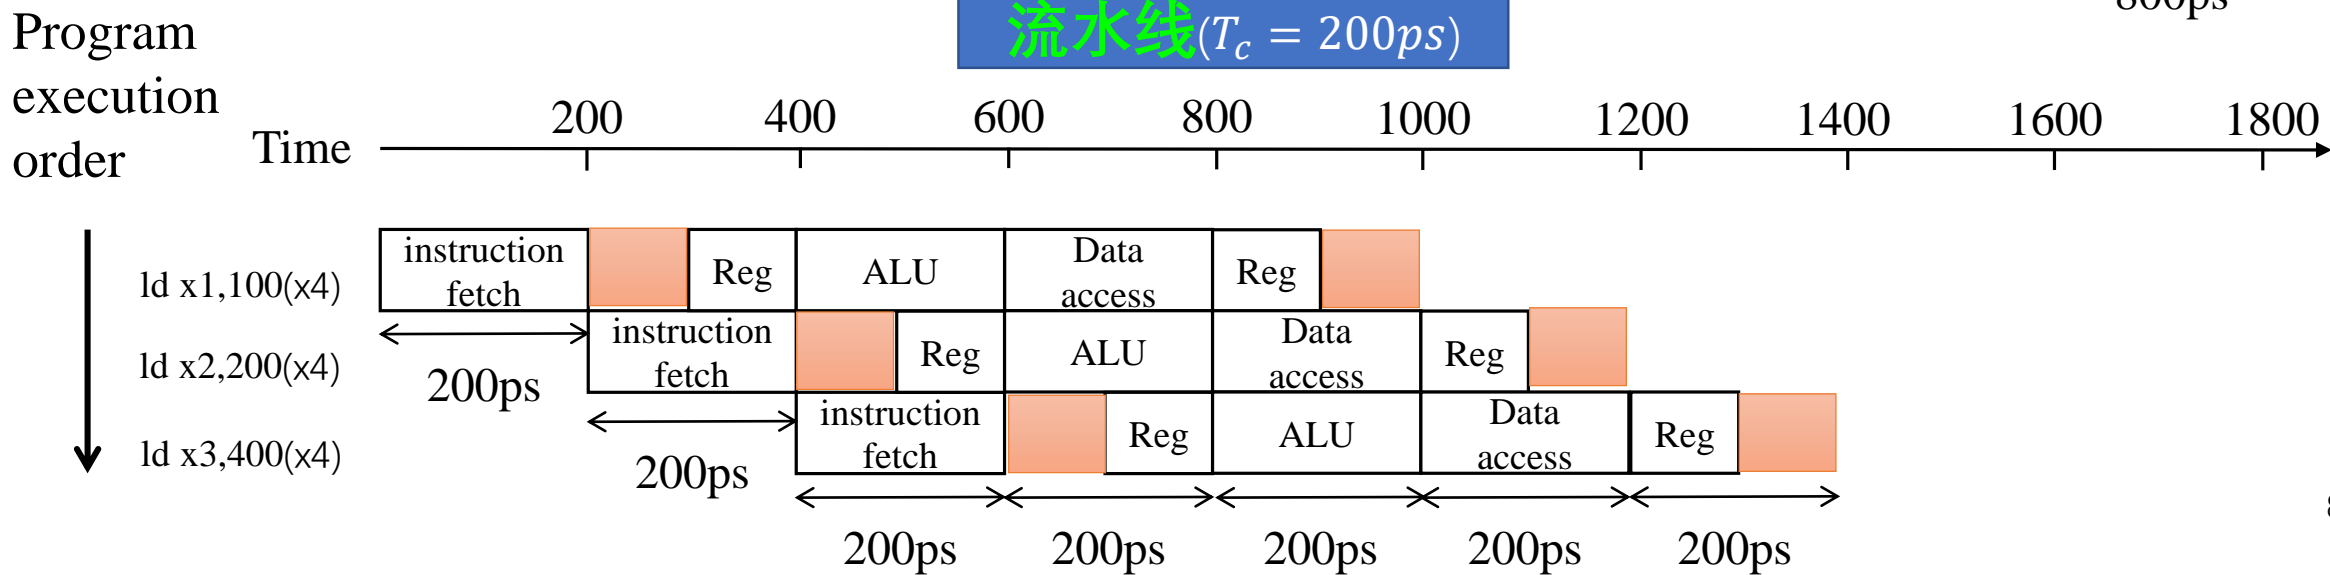 800ps
流水线(T_c = 200ps)
Program
execution
order
Time
200 400 600 800 1000 1200 1400 1600 1800
ld x1,100(x4)
instruction
fetch
Reg
ALU
Data
access
Reg
200ps
ld x2,200(x4)
instruction
fetch
Reg
ALU
Data
access
Reg
200ps
ld x3,400(x4)
instruction
fetch
Reg
ALU
Data
access
Reg
200ps 200ps 200ps 200ps 200ps